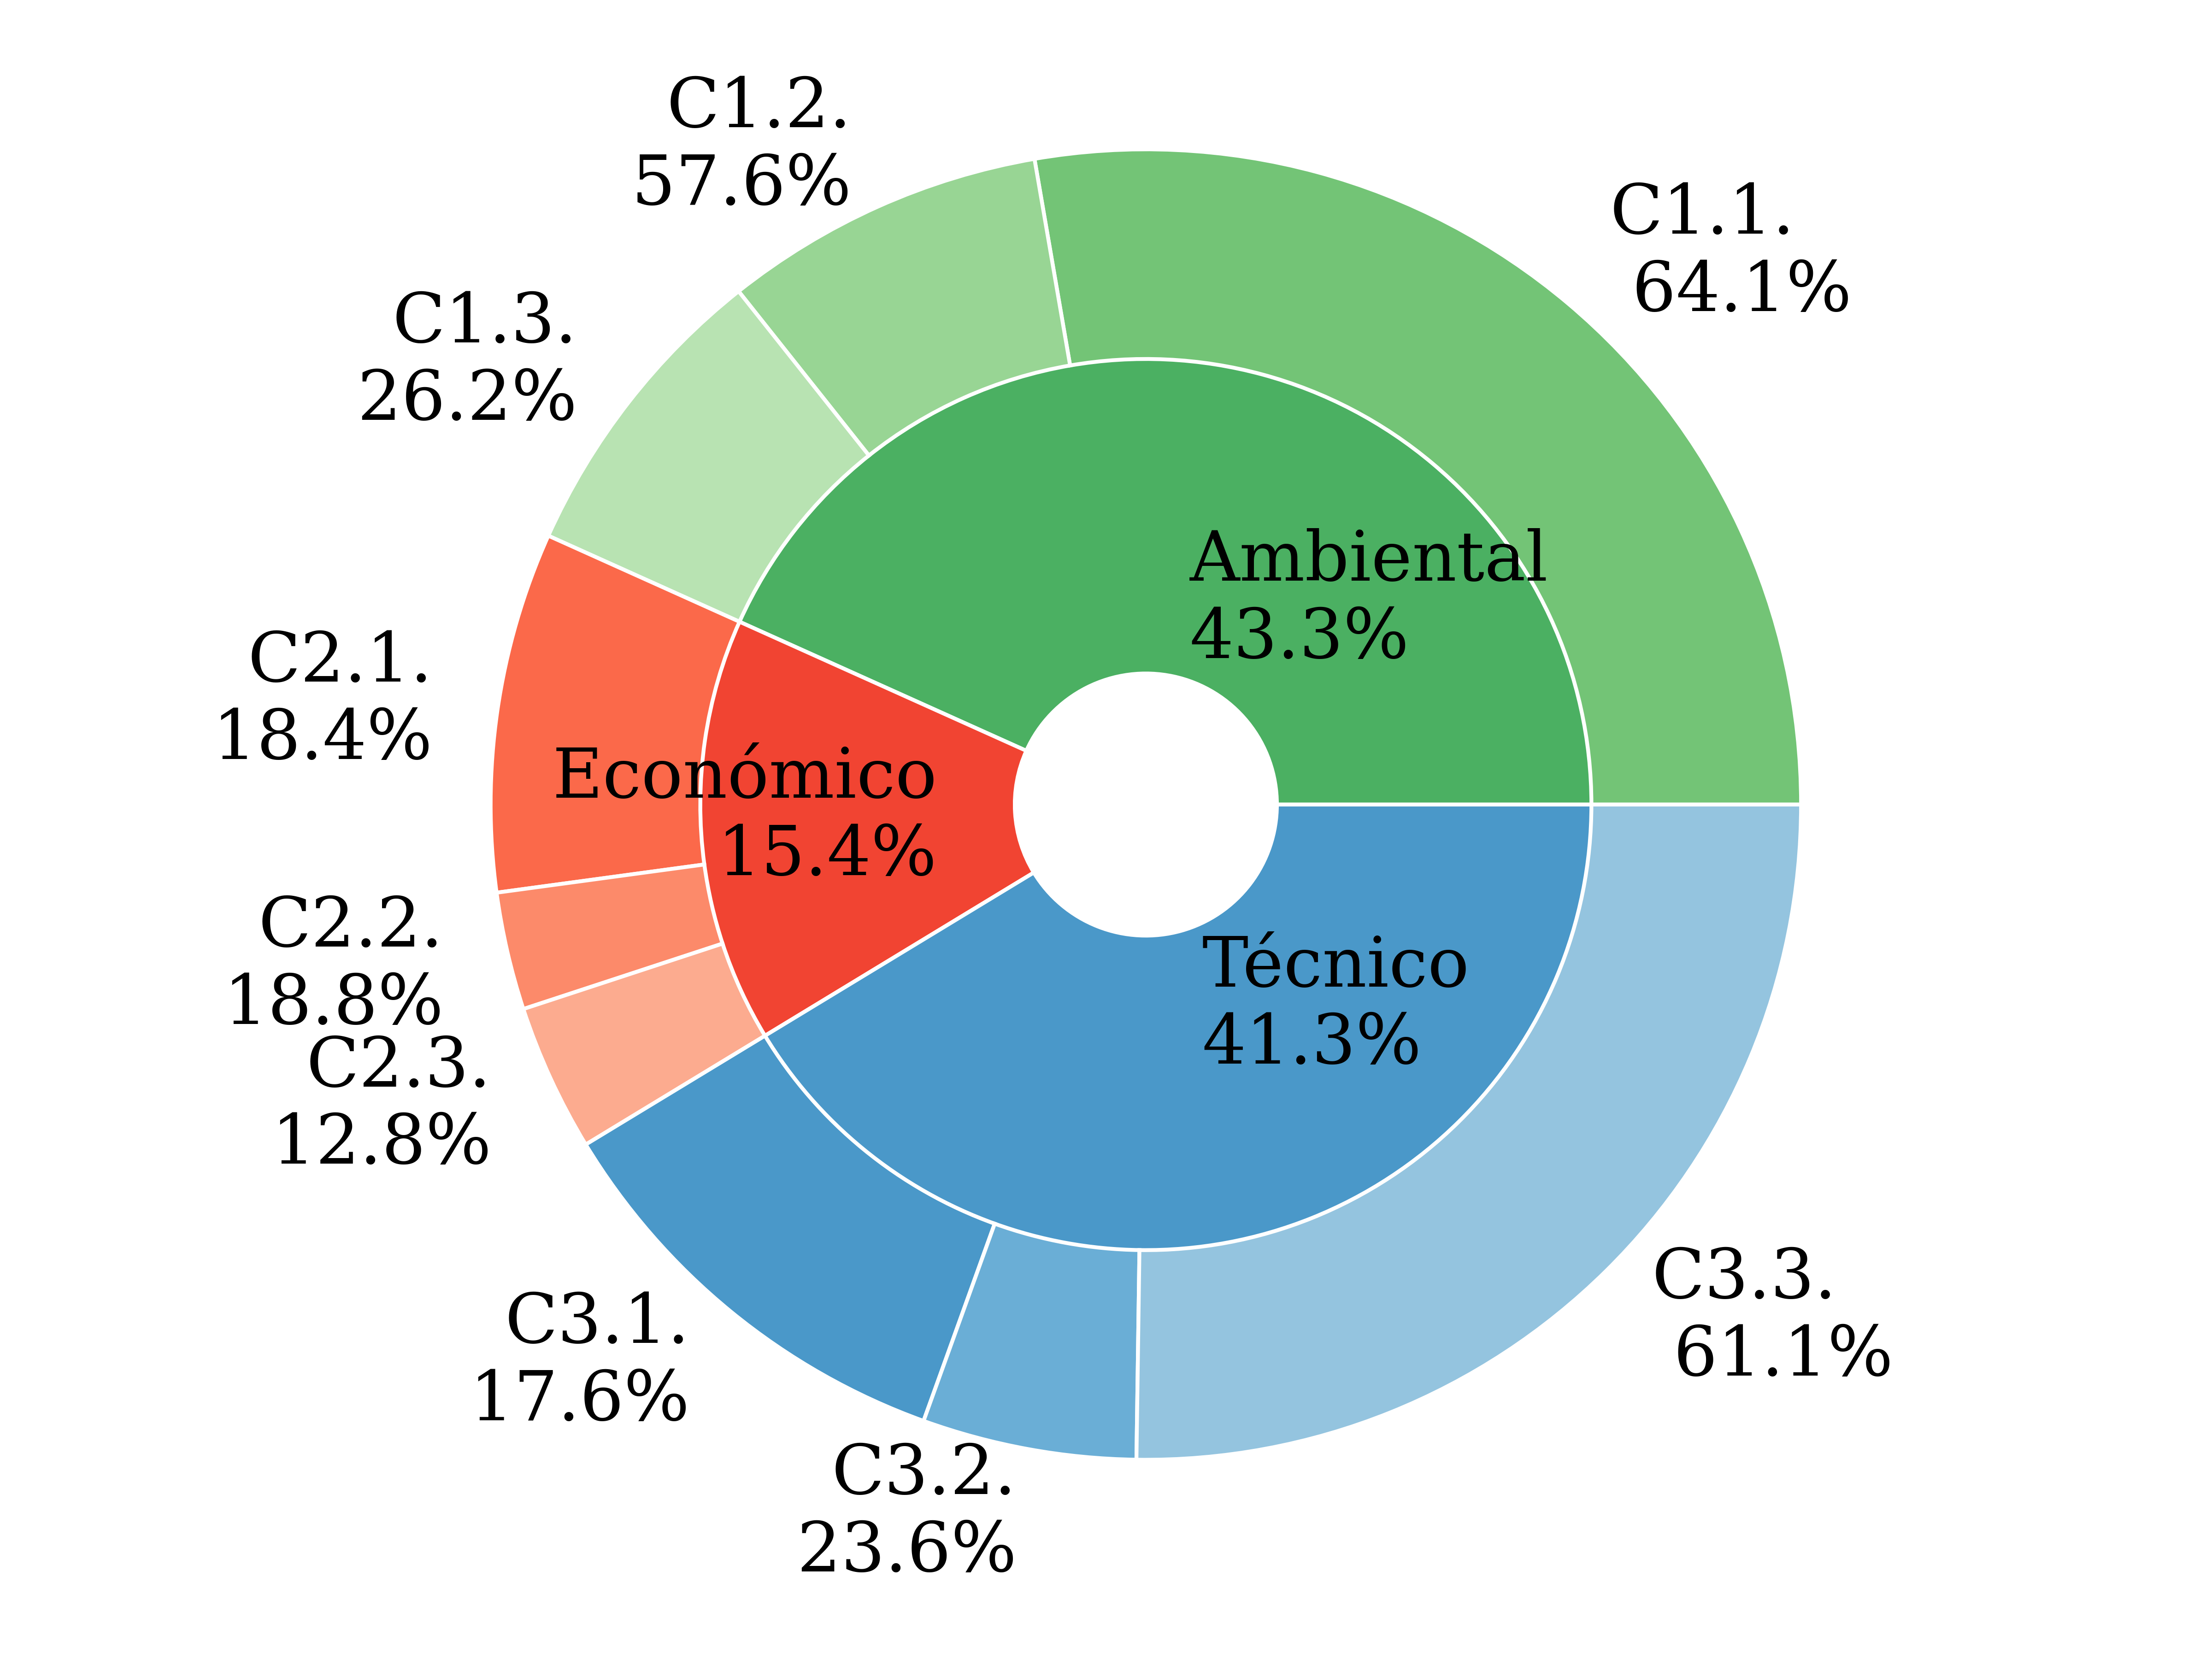 C1.2.
57.6%
C1.1.
64.1%
C1.3.
26.2%
Ambiental
43.3%
C2.1.
18.4%
Económico
15.4%
C2.2.
18.8%
Técnico
41.3%
C2.3.
12.8%
C3.3.
61.1%
C3.1.
17.6%
C3.2.
23.6%